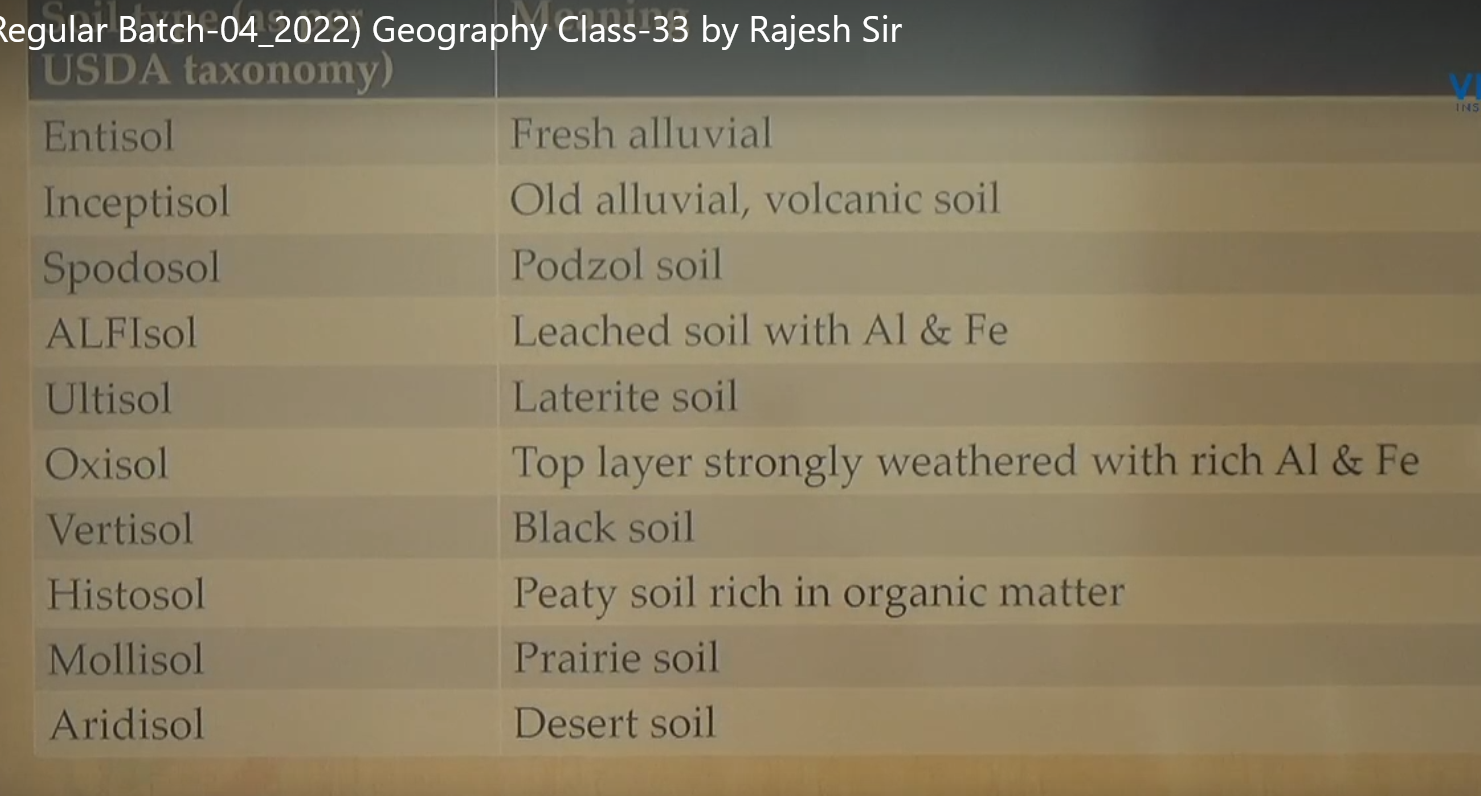 Regular Batch-04_2022) Geography Class-33 by Rajesh Sir
Soil type (as per Meaning
USDA taxonomy)
Entisol Fresh alluvial
Inceptisol Old alluvial, volcanic soil
Spodosol Podzol soil
ALFIsol Leached soil with Al & Fe
Ultisol Laterite soil
Oxisol Top layer strongly weathered with rich Al & Fe
Vertisol Black soil
Histosol Peaty soil rich in organic matter
Mollisol Prairie soil
Aridisol Desert soil